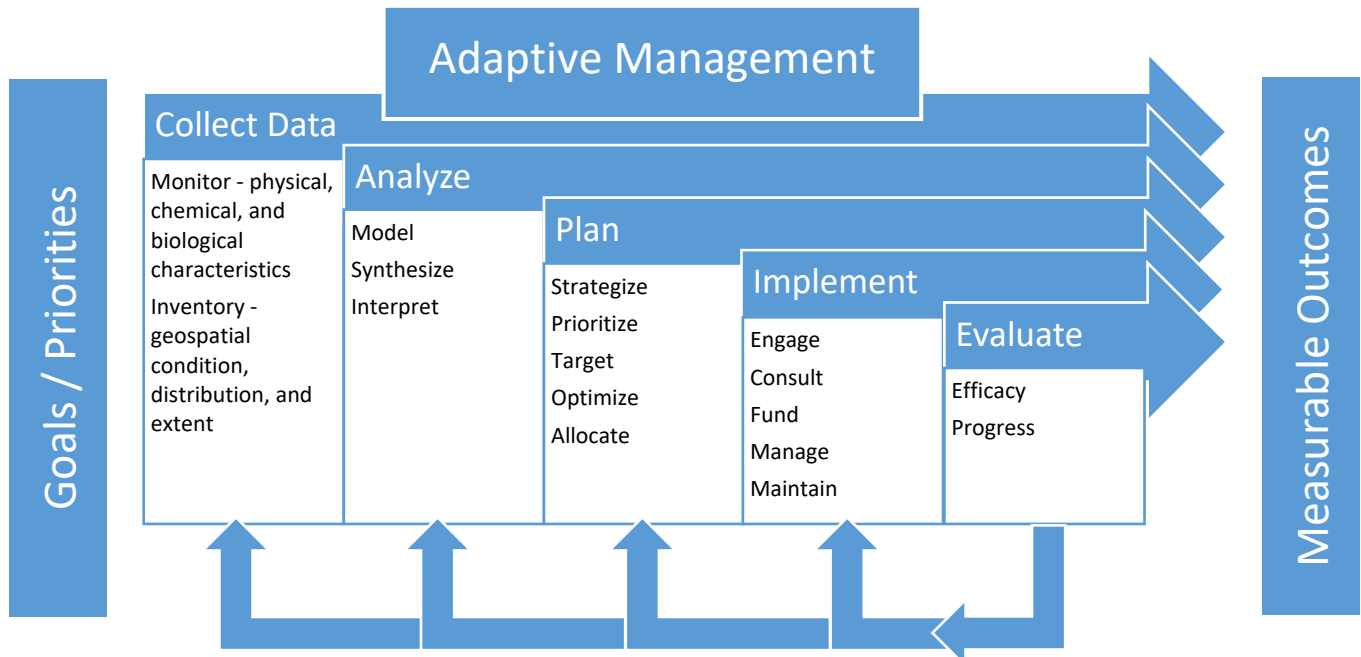 Adaptive Management
Goals / Priorities
Collect Data
Monitor - physical,
chemical, and
biological
characteristics
Inventory -
geospatial
condition,
distribution, and
extent
Analyze
Model
Synthesize
Interpret
Plan
Strategize
Prioritize
Target
Optimize
Allocate
Implement
Engage
Consult
Fund
Manage
Maintain
Evaluate
Efficacy
Progress
Measurable Outcomes